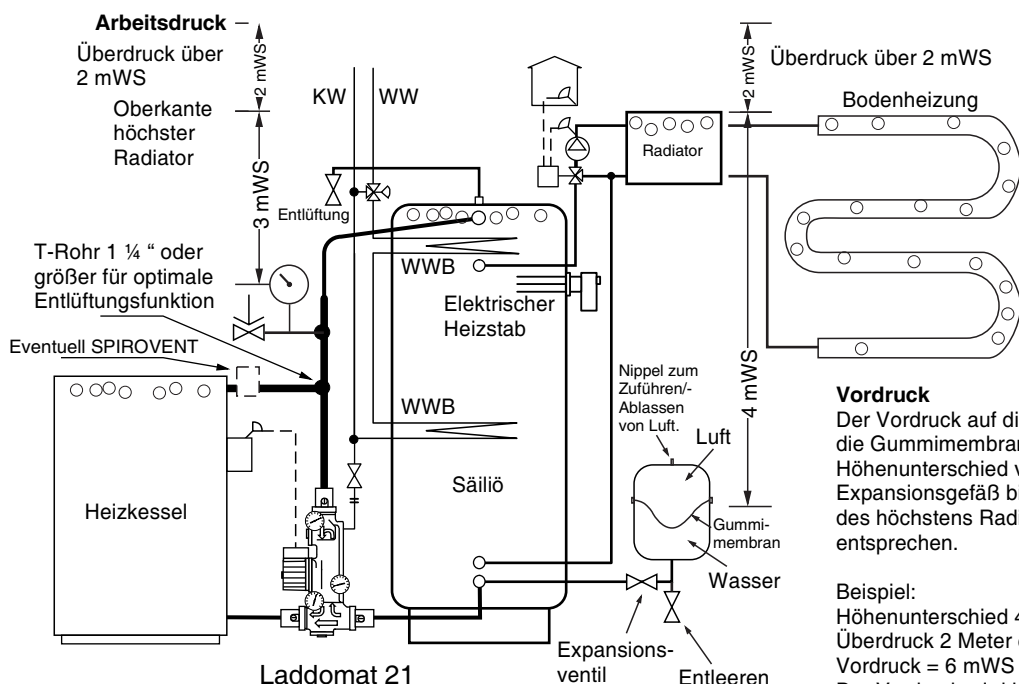 Arbeitsdruck
Überdruck über
2 mWS
2 mWS
Oberkante
höchster
Radiator
3 mWS
KW
WW
Entlüftung
T-Rohr 1 ¼ “ oder
größer für optimale
Entlüftungsfunktion
Eventuell SPIROVENT
Heizkessel
Laddomat 21
WWB
Elektrischer
Heizstab
WWB
Säiliö
Radiator
2 mWS
Überdruck über 2 mWS
Bodenheizung
4 mWS
Nippel zum
Zuführen/-
Ablassen
von Luft.
Luft
Gummi-
membran
Wasser
Expansions-
ventil
Entleeren
Vordruck
Der Vordruck auf di
die Gummimembran
Höhenunterschied v
Expansionsgefäß bi
des höchstens Radi
entsprechen.
Beispiel:
Höhenunterschied 4
Überdruck 2 Meter
Vordruck = 6 mWS